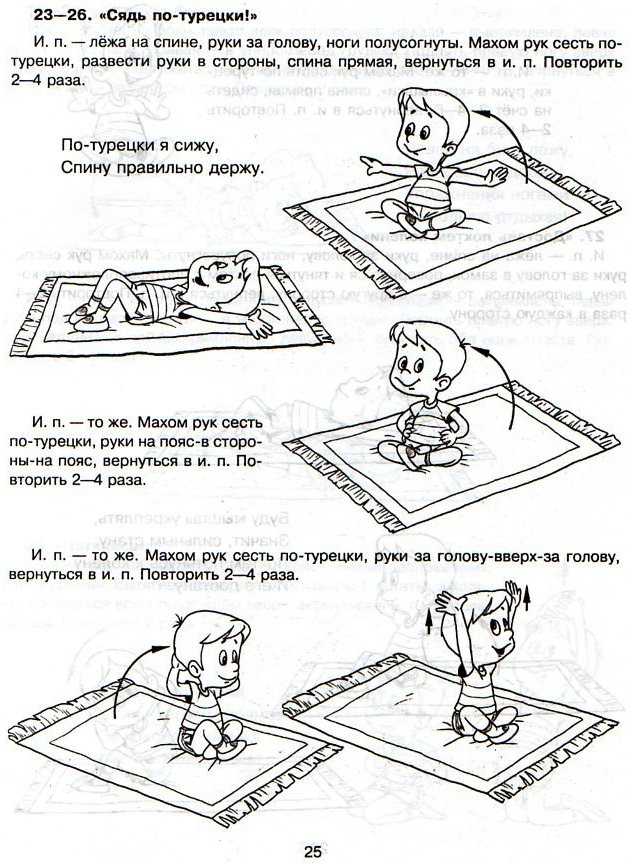 23—26. «Сядь по-турецки!»
И. п. — лёжа на спине, руки за голову, ноги полусогнуты. Махом рук сесть по-
турецки, развести руки в стороны, спина прямая, вернуться в и. п. Повторить
2—4 раза.
По-турецки я сижу,
Спину правильно держу.
И. п. — то же. Махом рук сесть
по-турецки, руки на пояс-в сторо-
ны-на пояс, вернуться в и. п. По-
вторить 2—4 раза.
И. п. — то же. Махом рук сесть по-турецки, руки за голову-вверх-за голову,
вернуться в и. п. Повторить 2—4 раза.
25